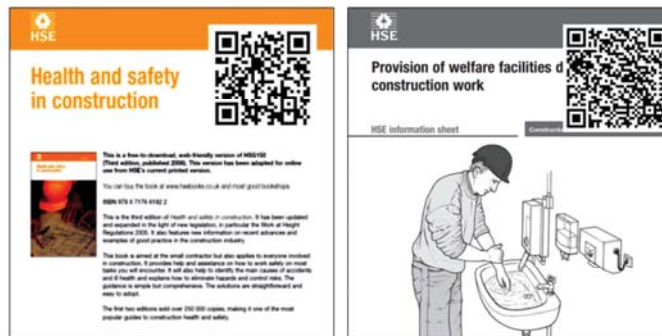 HSE
Health and safety
in construction
This is a free-to-download, web-friendly version of HSG150
(Third edition, published 2006). This version has been adapted for online
use from HSE's current printed version.
You can buy the book at www.hsebooks.co.uk and most good bookshops.
ISBN 978 0 7176 6182 2
This is the third edition of Health and safety in construction. It has been updated
and expanded in the light of new legislation, in particular the Work at Height
Regulations 2005. It also features new information on recent advances and
examples of good practice in the construction industry.
This book is aimed at the small contractor but also applies to everyone involved
in construction. It provides help and assistance on how to work safely on most
tasks you will encounter. It will also help to identify the main causes of accidents
and ill health and explains how to eliminate hazards and control risks. The
guidance is simple but comprehensive. The solutions are straightforward and
easy to adopt.
The first two editions sold over 250 000 copies, making it one of the most
popular guides to construction health and safety.
HSE
Provision of welfare facilities d
construction work
HSE information sheet
Constructi